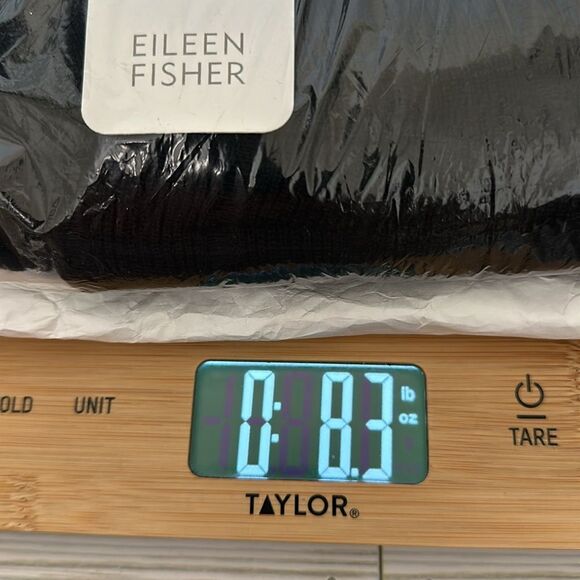 EILEEN
FISHER
OLD UNIT 0: 8.3 lb oz TARE
TAYLOR®